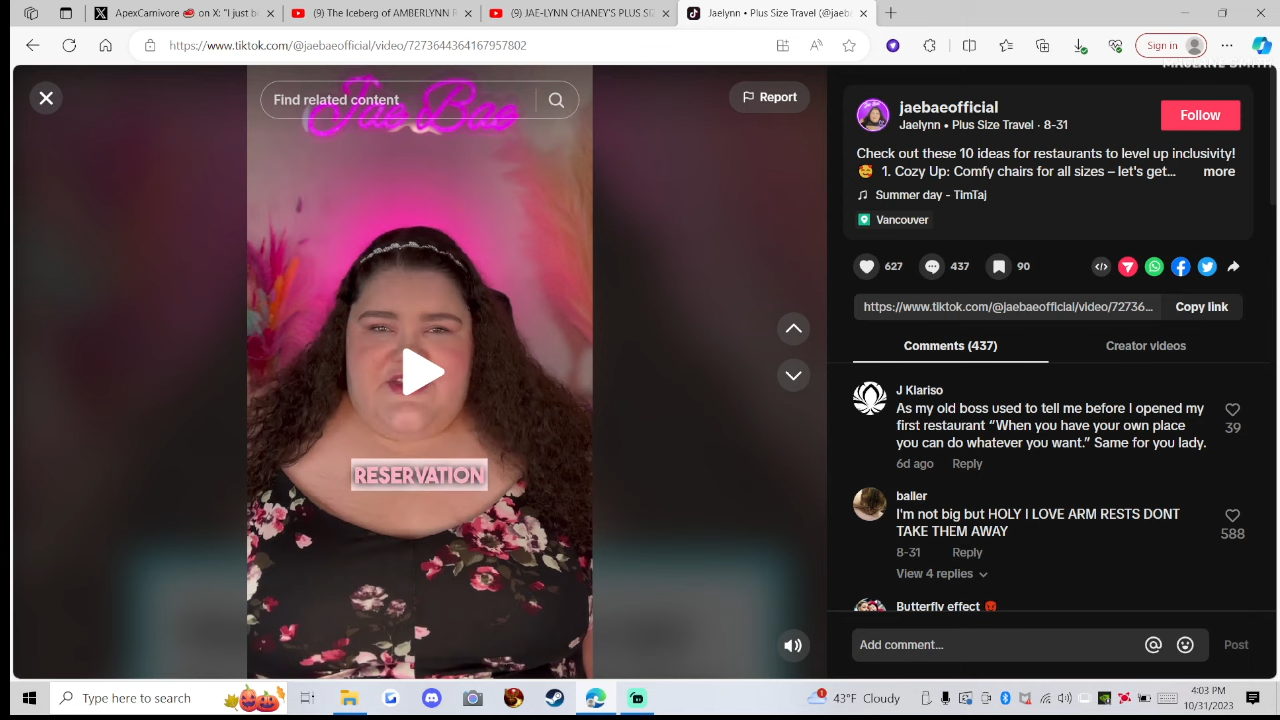 ApexCarnivore 🥩 on X: "I just be
(9) The Iceberg of AMBERLYNN R
(9) JAE-LYNN CHANEY'S PLUS SIZ
Jaelynn • Plus Size Travel (@jaeb
https://www.tiktok.com/@jaebaeofficial/video/7273644364167957802
Sign in
Find related content
Report
Jae Bae
RESERVATION
jaebaeofficial
Jaelynn • Plus Size Travel · 8-31
Follow
Check out these 10 ideas for restaurants to level up inclusivity!
🥰 1. Cozy Up: Comfy chairs for all sizes – let's get... more
Summer day - TimTaj
Vancouver
627 437 90
https://www.tiktok.com/@jaebaeofficial/video/72736... Copy link
Comments (437) Creator videos
J Klariso
As my old boss used to tell me before I opened my
first restaurant “When you have your own place
you can do whatever you want.” Same for you lady.
39
6d ago Reply
baller
I'm not big but HOLY I LOVE ARM RESTS DONT
TAKE THEM AWAY
588
8-31 Reply
View 4 replies
Butterfly effect
Add comment... Post
Type here to search
1
43°F Cloudy
4:03 PM
10/31/2023